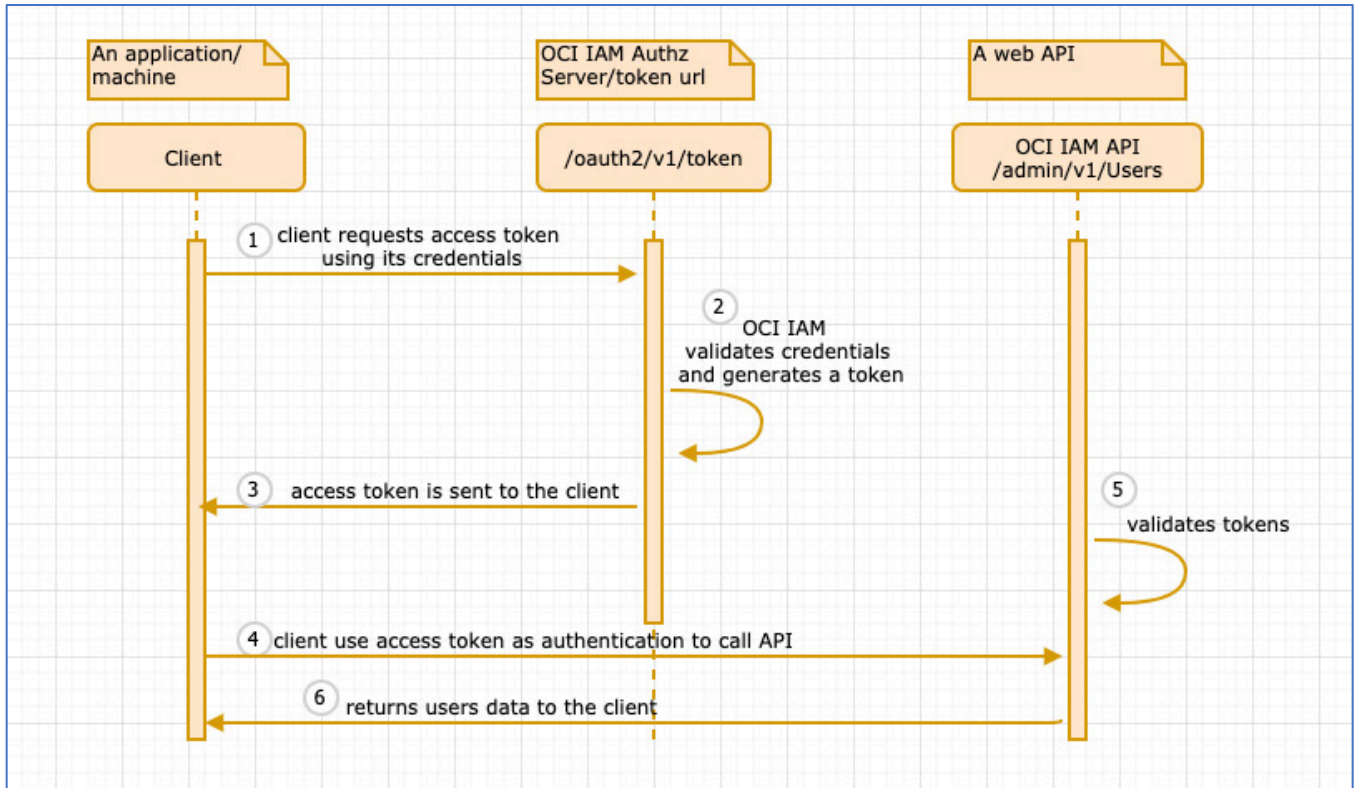 An application/
machine
OCI IAM Authz
Server/token url
A web API
Client
/oauth2/v1/token
OCI IAM API
/admin/v1/Users
1
client requests access token
using its credentials
2
OCI IAM
validates credentials
and generates a token
3
access token is sent to the client
5
validates tokens
4
client use access token as authentication to call API
6
returns users data to the client